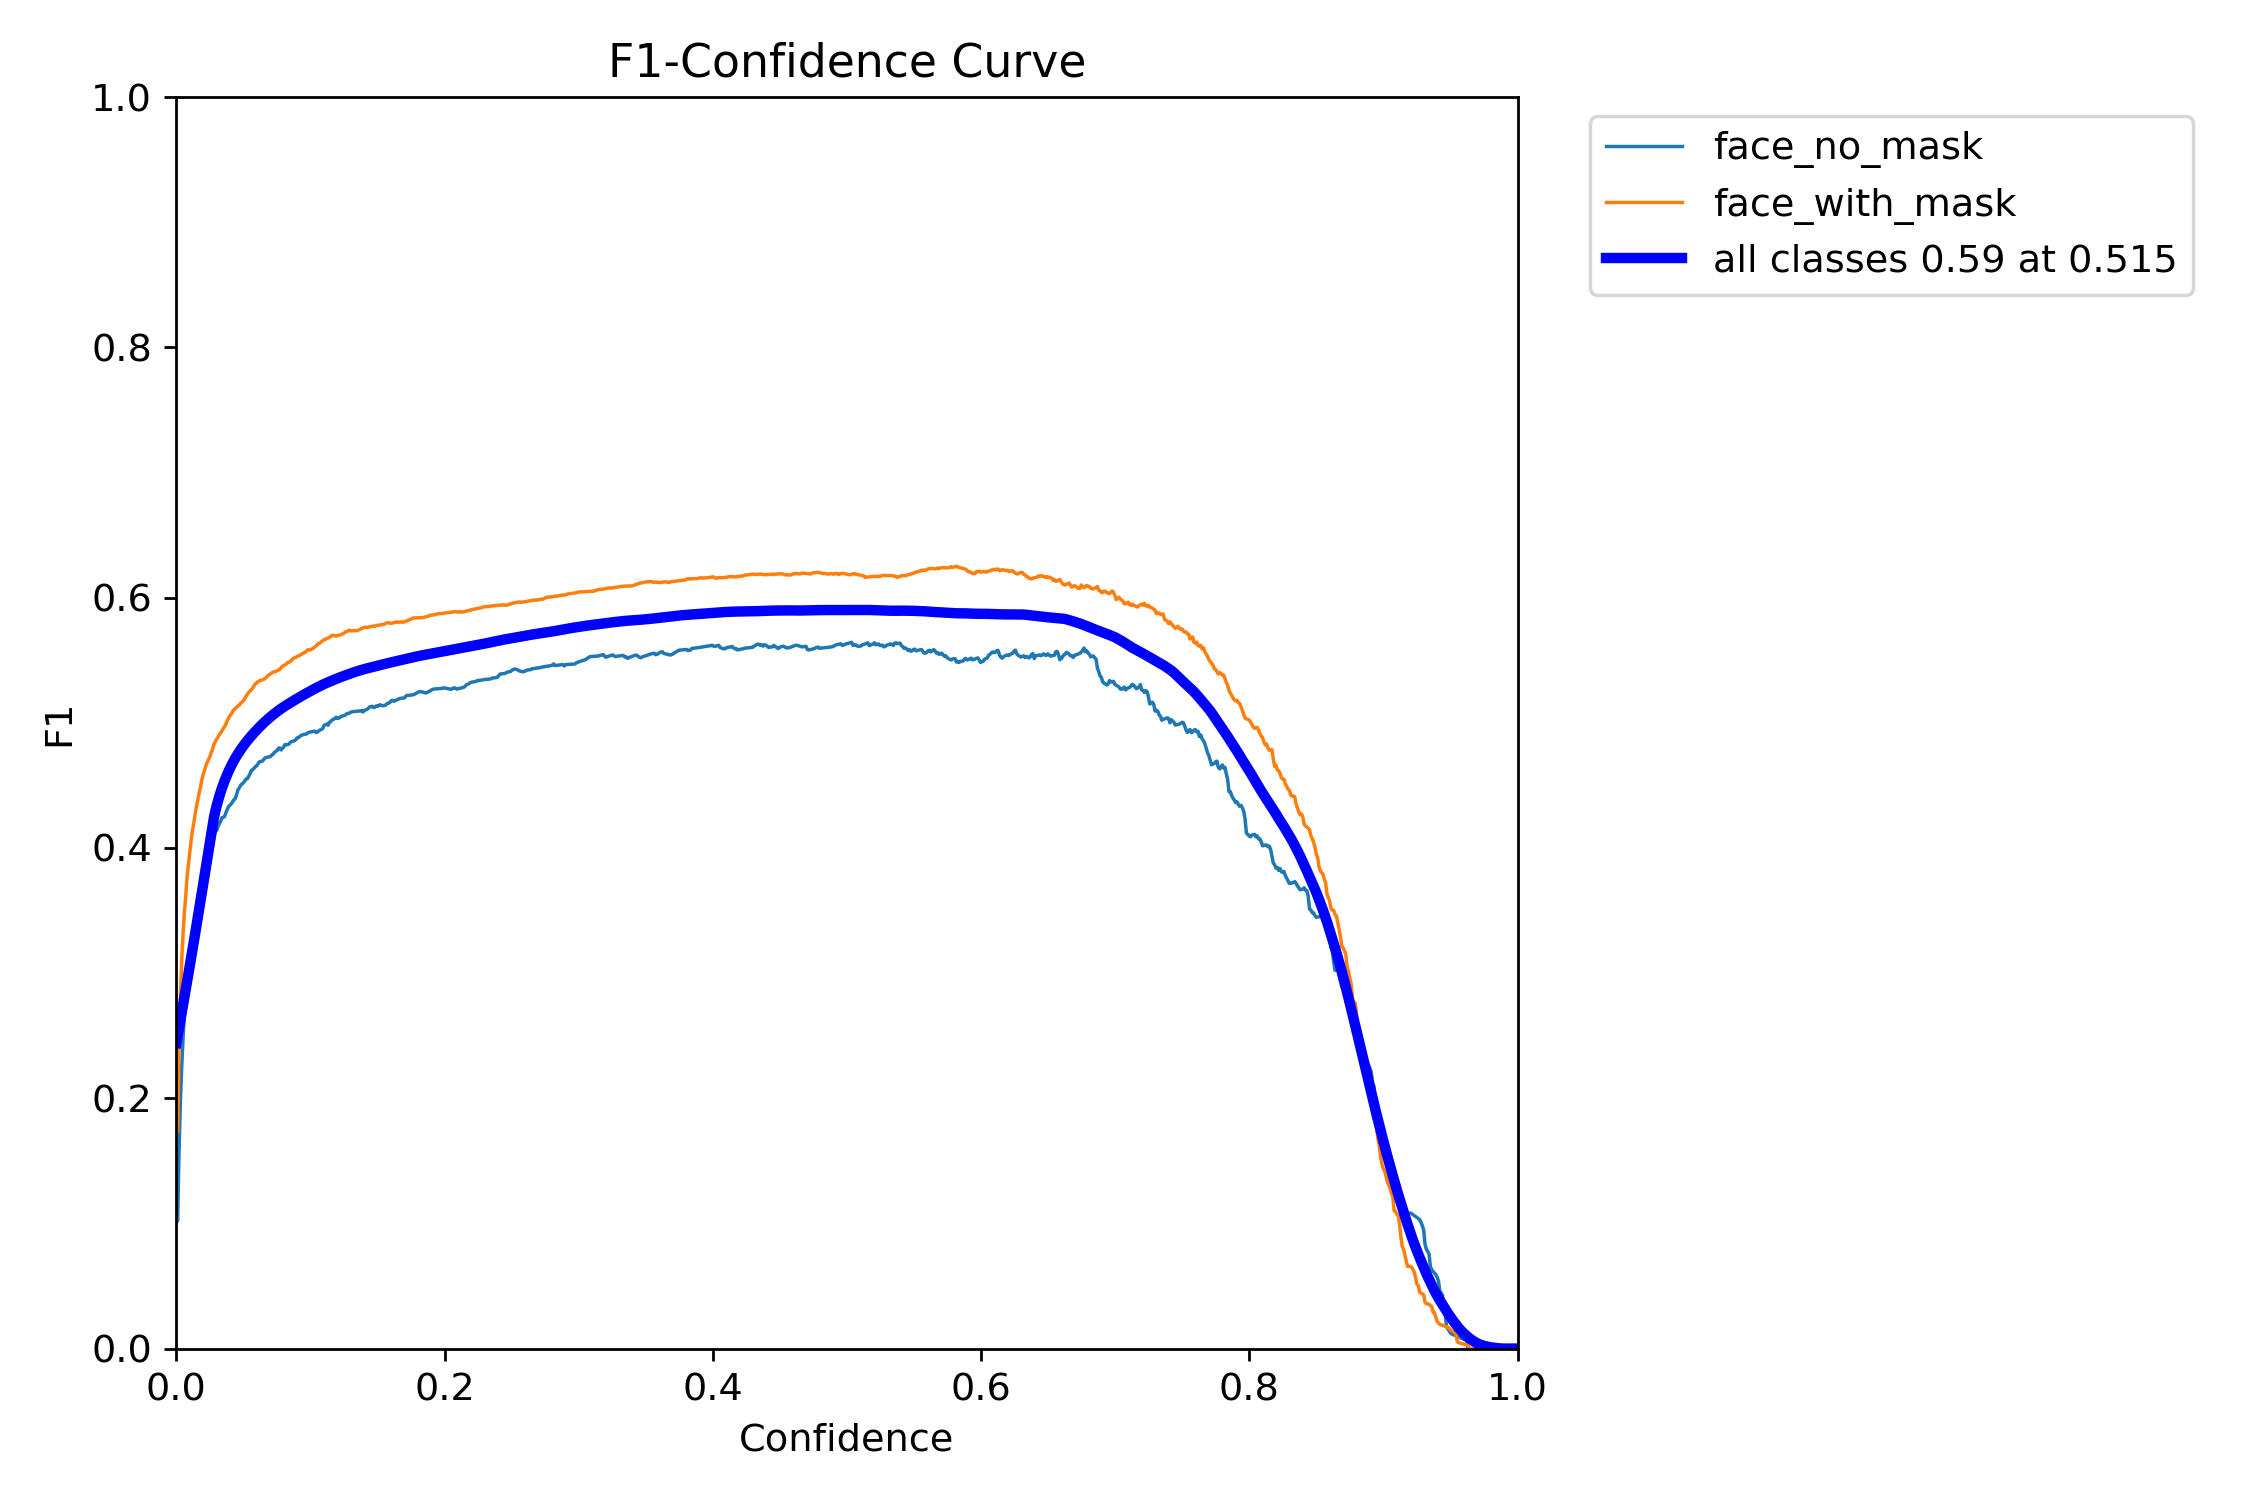 F1-Confidence Curve
1.0
0.8
0.6
0.4
0.2
0.0
F1
0.0 0.2 0.4 0.6 0.8 1.0
Confidence
face_no_mask
face_with_mask
all classes 0.59 at 0.515